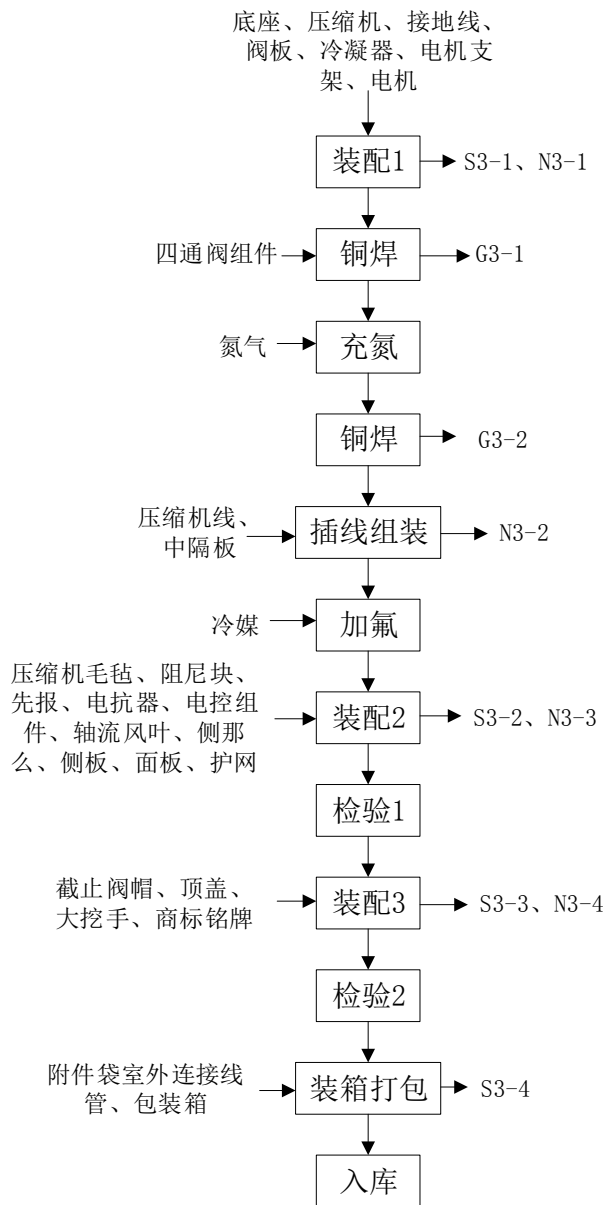 底座、压缩机、接地线、
阀板、冷凝器、电机支
架、电机
装配1
S3-1、N3-1
四通阀组件
铜焊
G3-1
氮气
充氮
铜焊
G3-2
压缩机线、
中隔板
插线组装
N3-2
冷媒
加氟
压缩机毛毡、阻尼块、
先报、电抗器、电控组
件、轴流风叶、侧那
么、侧板、面板、护网
装配2
S3-2、N3-3
检验1
截止阀帽、顶盖、
大挖手、商标铭牌
装配3
S3-3、N3-4
检验2
附件袋室外连接线
管、包装箱
装箱打包
S3-4
入库